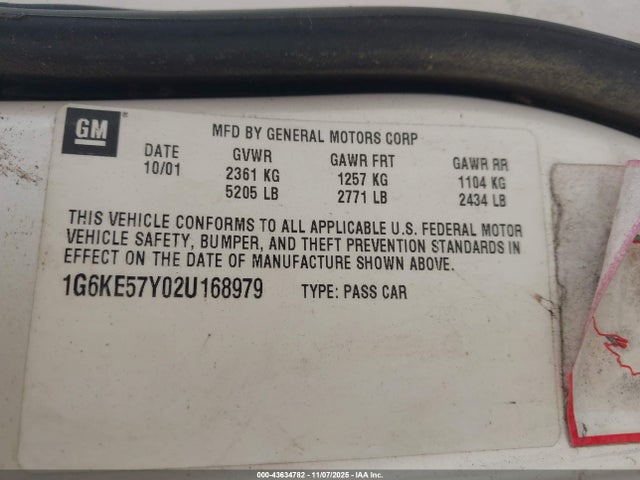 GM
MFD BY GENERAL MOTORS CORP
DATE GVWR GAWR FRT GAWR RR
10/01 2361 KG 1257 KG 1104 KG
5205 LB 2771 LB 2434 LB
THIS VEHICLE CONFORMS TO ALL APPLICABLE U.S. FEDERAL MOTOR
VEHICLE SAFETY, BUMPER, AND THEFT PREVENTION STANDARDS IN
EFFECT ON THE DATE OF MANUFACTURE SHOWN ABOVE.
1G6KE57Y02U168979 TYPE: PASS CAR
000-43634782 - 11/07/2025 - IAA Inc.